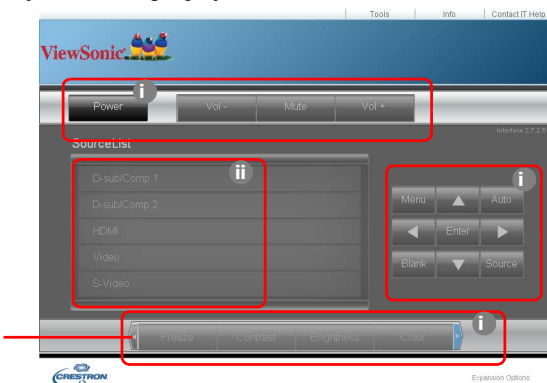 Tools Info Contact IT Help
ViewSonic
i
Power Vol - Mute Vol +
Interface 2.7.2.6
SourceList
ii
i
D-sub/Comp.1
D-sub/Comp.2
HDMI
Video
S-Video
Menu Auto
Enter
Blank Source
i
Freeze Contrast Brightness Color
CRESTRON
Expansion Options